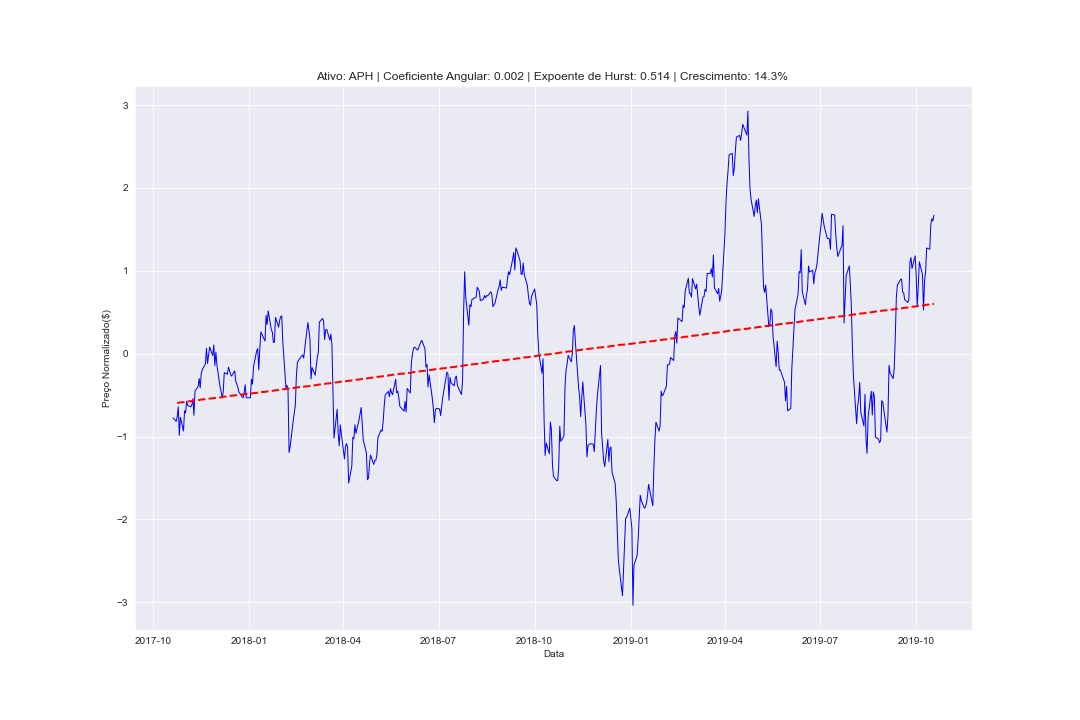 Ativo: APH | Coeficiente Angular: 0.002 | Expoente de Hurst: 0.514 | Crescimento: 14.3%
3
2
1
0
−1
−2
−3
Preço Normalizado($)
2017-10 2018-01 2018-04 2018-07 2018-10 2019-01 2019-04 2019-07 2019-10
Data